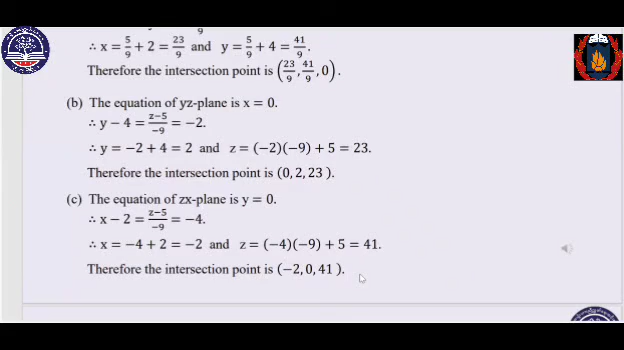 9
∴ x = 5/9 + 2 = 23/9 and y = 5/9 + 4 = 41/9.
Therefore the intersection point is (23/9, 41/9, 0).
(b) The equation of yz-plane is x = 0.
∴ y − 4 = z−5/−9 = −2.
∴ y = −2 + 4 = 2 and z = (−2)(−9) + 5 = 23.
Therefore the intersection point is (0, 2, 23 ).
(c) The equation of zx-plane is y = 0.
∴ x − 2 = z−5/−9 = −4.
∴ x = −4 + 2 = −2 and z = (−4)(−9) + 5 = 41.
Therefore the intersection point is (−2, 0, 41 ).